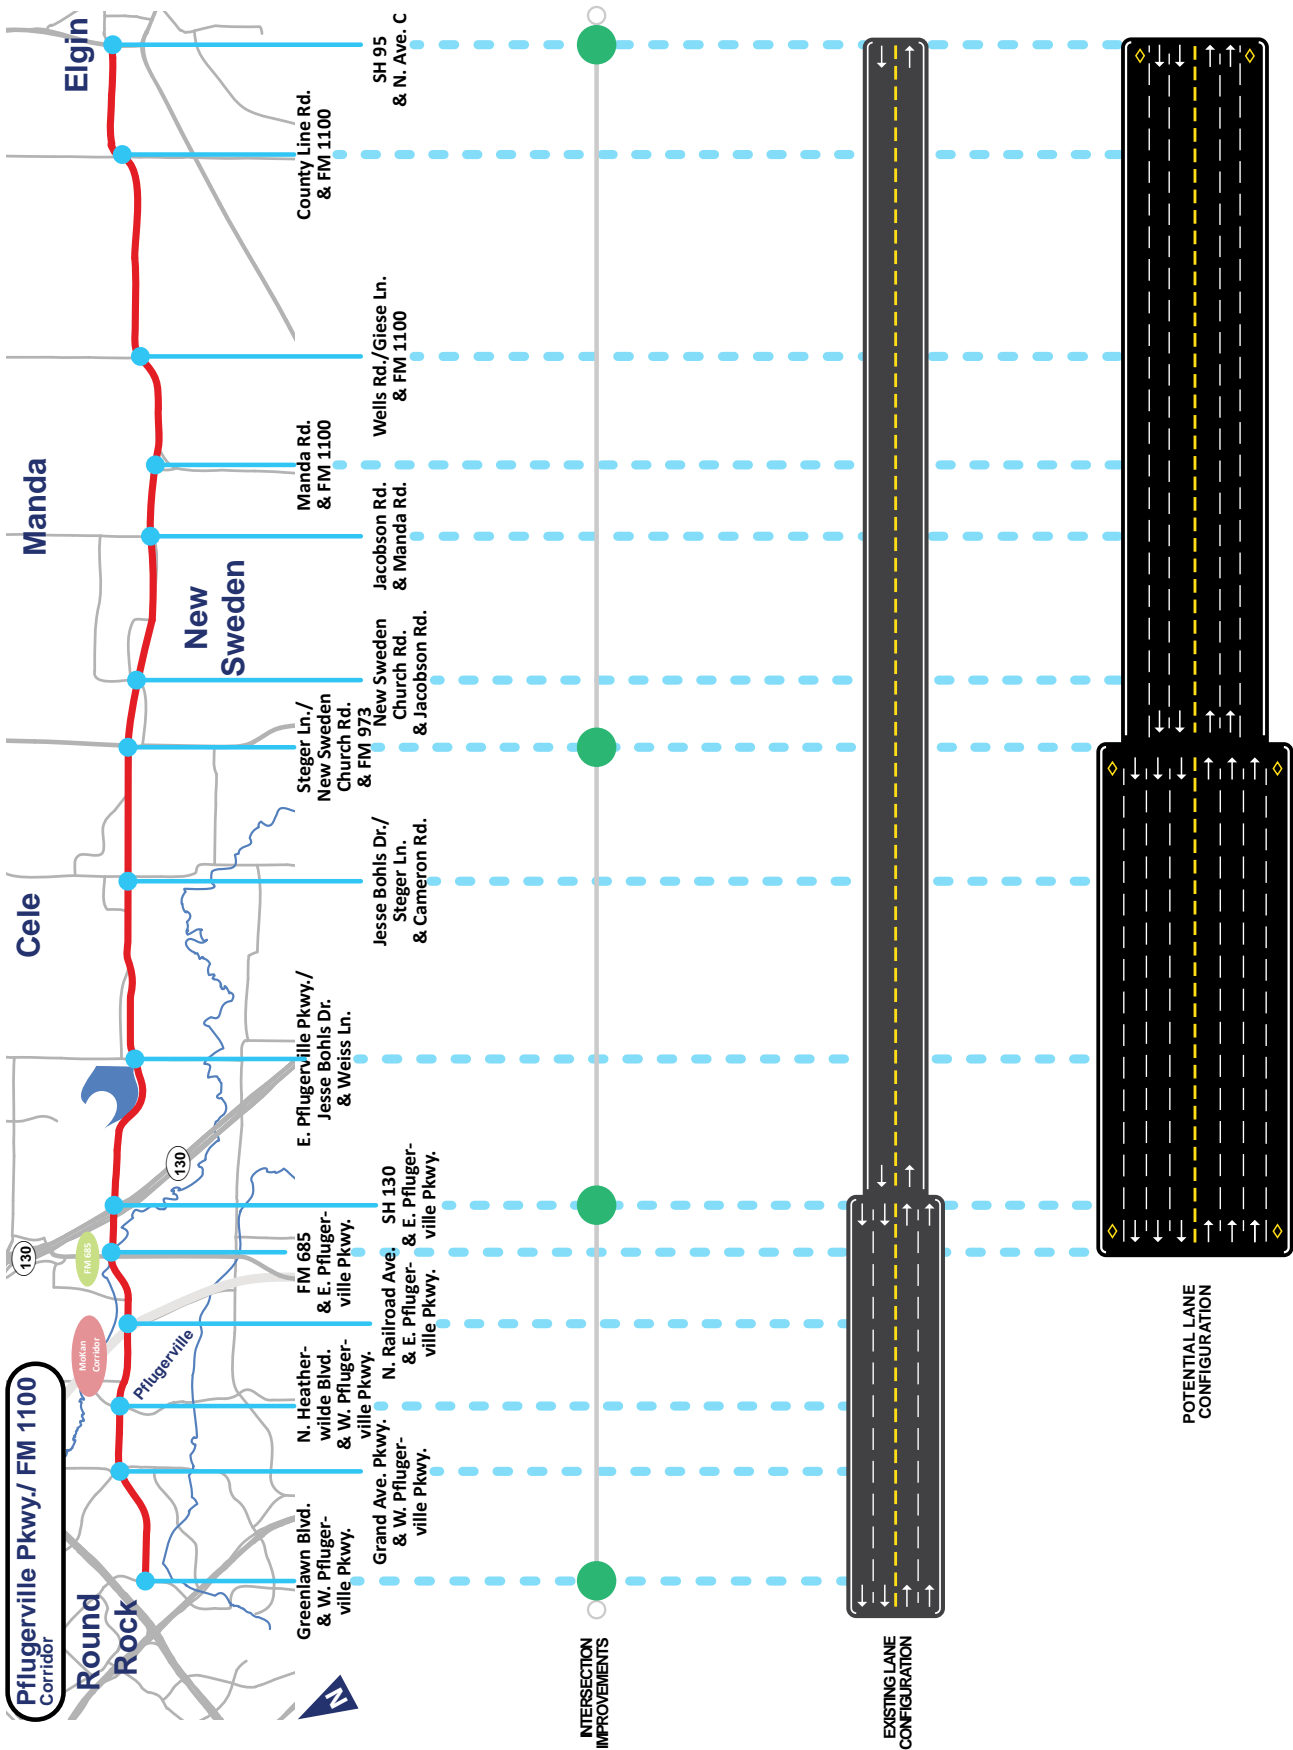 Pflugerville Pkwy./ FM 1100
Corridor
Round
Rock
Pflugerville
Cele
New
Sweden
Manda
Elgin
MoKan
Corridor
FM 685
130
130
N
Greenlawn Blvd.
& W. Pfluger-
ville Pkwy.
Grand Ave. Pkwy.
& W. Pfluger-
ville Pkwy.
N. Heather-
wilde Blvd.
& W. Pfluger-
ville Pkwy.
N. Railroad Ave.
& E. Pfluger-
ville Pkwy.
FM 685
& E. Pfluger-
ville Pkwy.
SH 130
& E. Pfluger-
ville Pkwy.
E. Pflugerville Pkwy./
Jesse Bohls Dr.
& Weiss Ln.
Jesse Bohls Dr./
Steger Ln.
& Cameron Rd.
Steger Ln./
New Sweden
Church Rd.
& FM 973
New Sweden
Church Rd.
& Jacobson Rd.
Jacobson Rd.
& Manda Rd.
Manda Rd.
& FM 1100
Wells Rd./Giese Ln.
& FM 1100
County Line Rd.
& FM 1100
SH 95
& N. Ave. C
INTERSECTION
IMPROVEMENTS
EXISTING LANE
CONFIGURATION
POTENTIAL LANE
CONFIGURATION